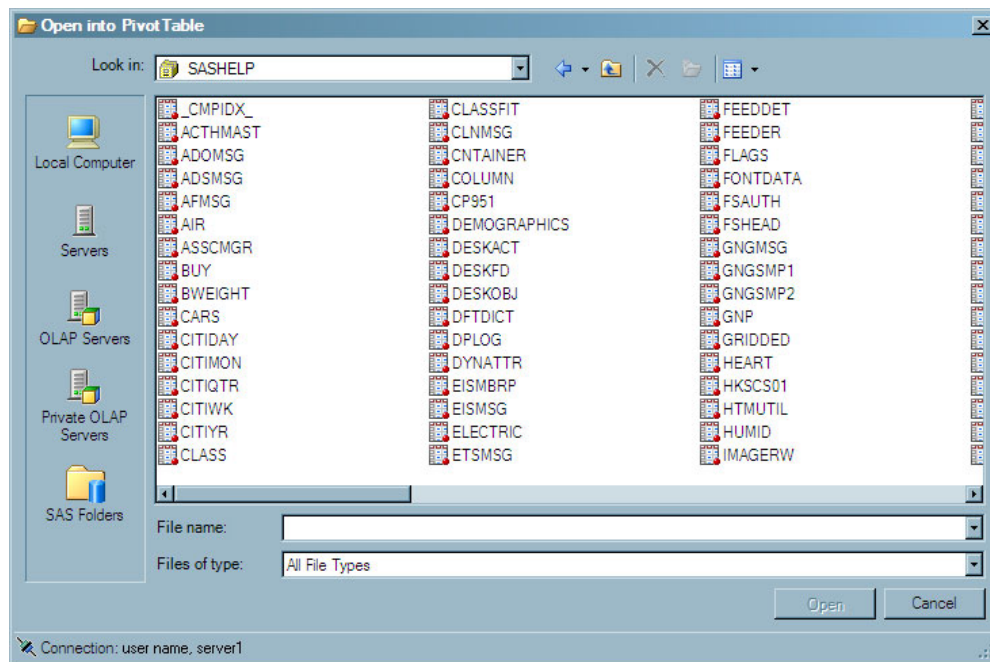 Open into PivotTable
Look in:
SASHELP
Local Computer
Servers
OLAP Servers
Private OLAP
Servers
SAS Folders
_CMPIDX_
ACTHMAST
ADOMSG
ADSMSG
AFMSG
AIR
ASSCMGR
BUY
BWEIGHT
CARS
CITIDAY
CITIMON
CITIQTR
CITIWK
CITIYR
CLASS
CLASSFIT
CLNMSG
CNTAINER
COLUMN
CP951
DEMOGRAPHICS
DESKACT
DESKFD
DESKOBJ
DFTDICT
DPLOG
DYNATTR
EISMBRP
EISMSG
ELECTRIC
ETSMSG
FEEDDET
FEEDER
FLAGS
FONTDATA
FSAUTH
FSHEAD
GNGMSG
GNGSMP1
GNGSMP2
GNP
GRIDDED
HEART
HKSCS01
HTMUTIL
HUMID
IMAGERW
File name:
Files of type:
All File Types
Open
Cancel
Connection: user name, server1